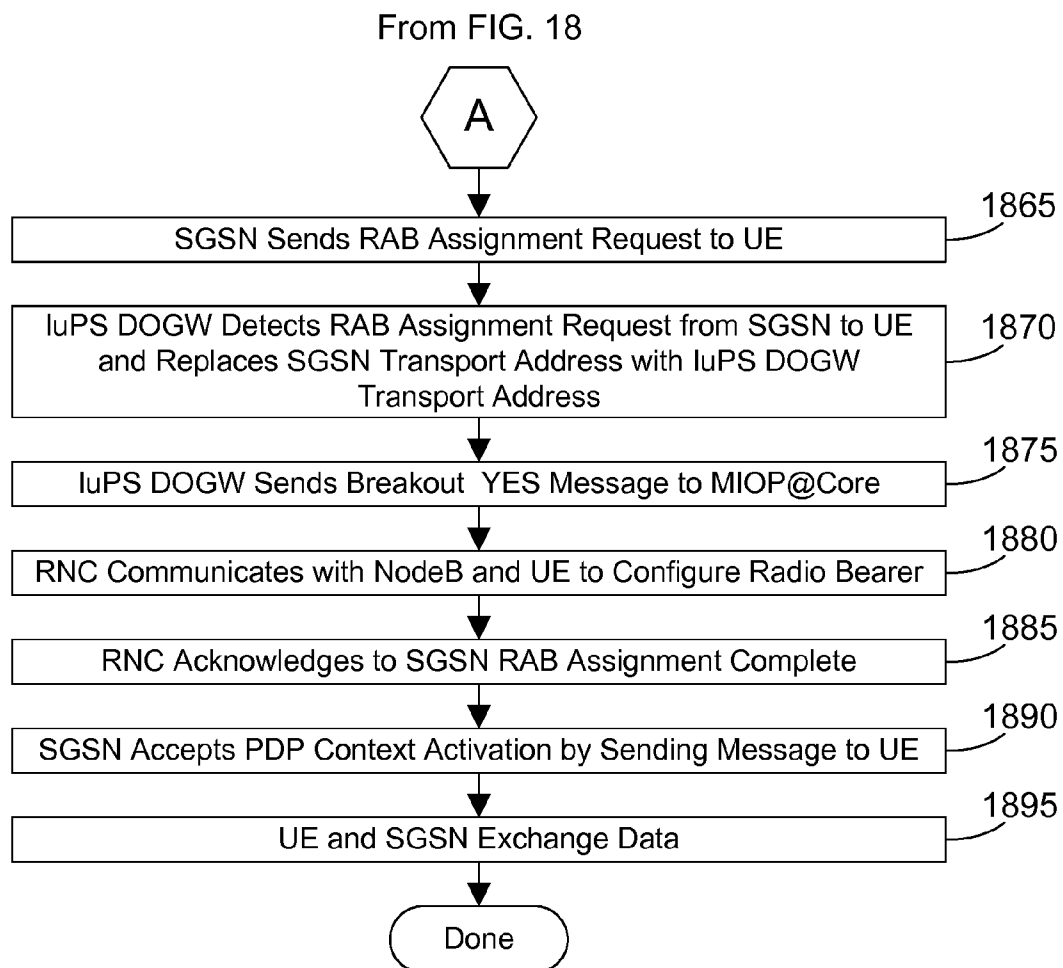 From FIG. 18
A
1865
SGSN Sends RAB Assignment Request to UE
1870
IuPS DOGW Detects RAB Assignment Request from SGSN to UE
and Replaces SGSN Transport Address with IuPS DOGW
Transport Address
1875
IuPS DOGW Sends Breakout YES Message to MIOP@Core
1880
RNC Communicates with NodeB and UE to Configure Radio Bearer
1885
RNC Acknowledges to SGSN RAB Assignment Complete
1890
SGSN Accepts PDP Context Activation by Sending Message to UE
1895
UE and SGSN Exchange Data
Done